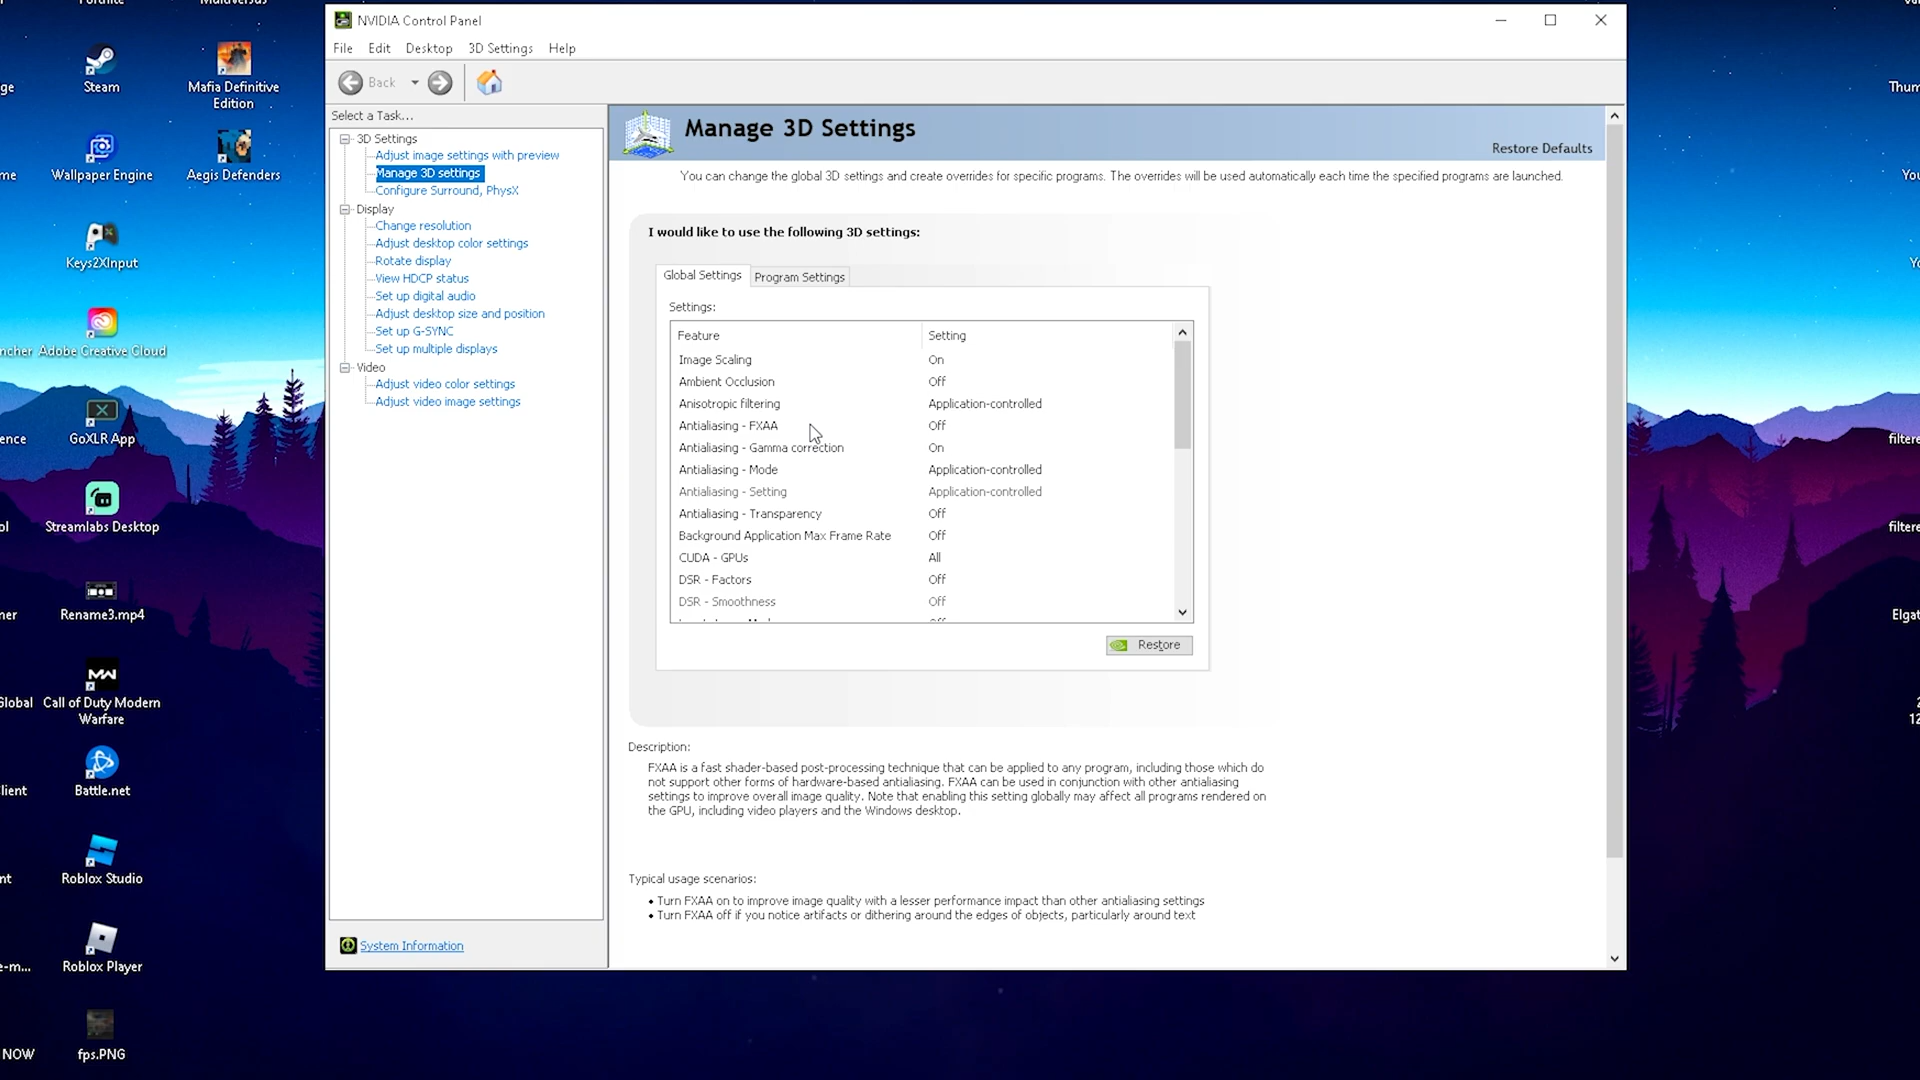 Fortnite
Multiversus
Steam
Mafia Definitive
Edition
Wallpaper Engine
Aegis Defenders
Keys2XInput
Adobe Creative Cloud
GoXLR App
Streamlabs Desktop
Rename3.mp4
Call of Duty Modern
Warfare
Battle.net
Roblox Studio
Roblox Player
NOW
fps.PNG
NVIDIA Control Panel
File Edit Desktop 3D Settings Help
Back
Select a Task...
3D Settings
Adjust image settings with preview
Manage 3D settings
Configure Surround, PhysX
Display
Change resolution
Adjust desktop color settings
Rotate display
View HDCP status
Set up digital audio
Adjust desktop size and position
Set up G-SYNC
Set up multiple displays
Video
Adjust video color settings
Adjust video image settings
System Information
Manage 3D Settings
Restore Defaults
You can change the global 3D settings and create overrides for specific programs. The overrides will be used automatically each time the specified programs are launched.
I would like to use the following 3D settings:
Global Settings Program Settings
Settings:
Feature Setting
Image Scaling On
Ambient Occlusion Off
Anisotropic filtering Application-controlled
Antialiasing - FXAA Off
Antialiasing - Gamma correction On
Antialiasing - Mode Application-controlled
Antialiasing - Setting Application-controlled
Antialiasing - Transparency Off
Background Application Max Frame Rate Off
CUDA - GPUs All
DSR - Factors Off
DSR - Smoothness Off
Restore
Description:
FXAA is a fast shader-based post-processing technique that can be applied to any program, including those which do
not support other forms of hardware-based antialiasing. FXAA can be used in conjunction with other antialiasing
settings to improve overall image quality. Note that enabling this setting globally may affect all programs rendered on
the GPU, including video players and the Windows desktop.
Typical usage scenarios:
• Turn FXAA on to improve image quality with a lesser performance impact than other antialiasing settings
• Turn FXAA off if you notice artifacts or dithering around the edges of objects, particularly around text